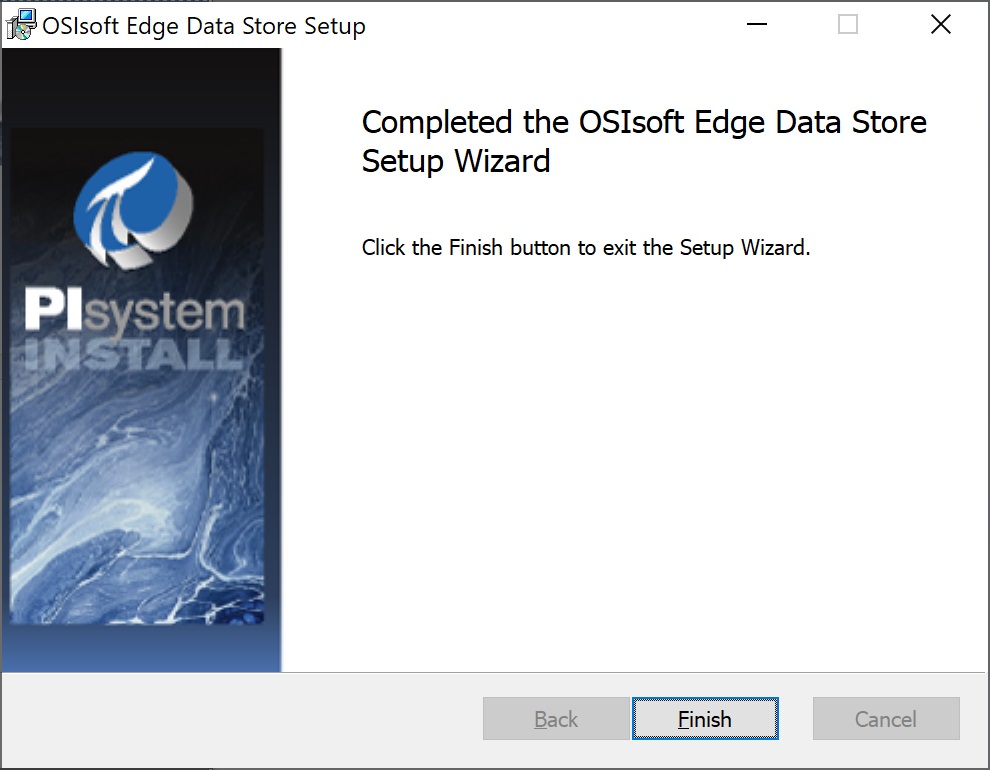 OSIsoft Edge Data Store Setup
Completed the OSIsoft Edge Data Store
Setup Wizard
Click the Finish button to exit the Setup Wizard.
PIsystem
INSTALL
Back
Finish
Cancel